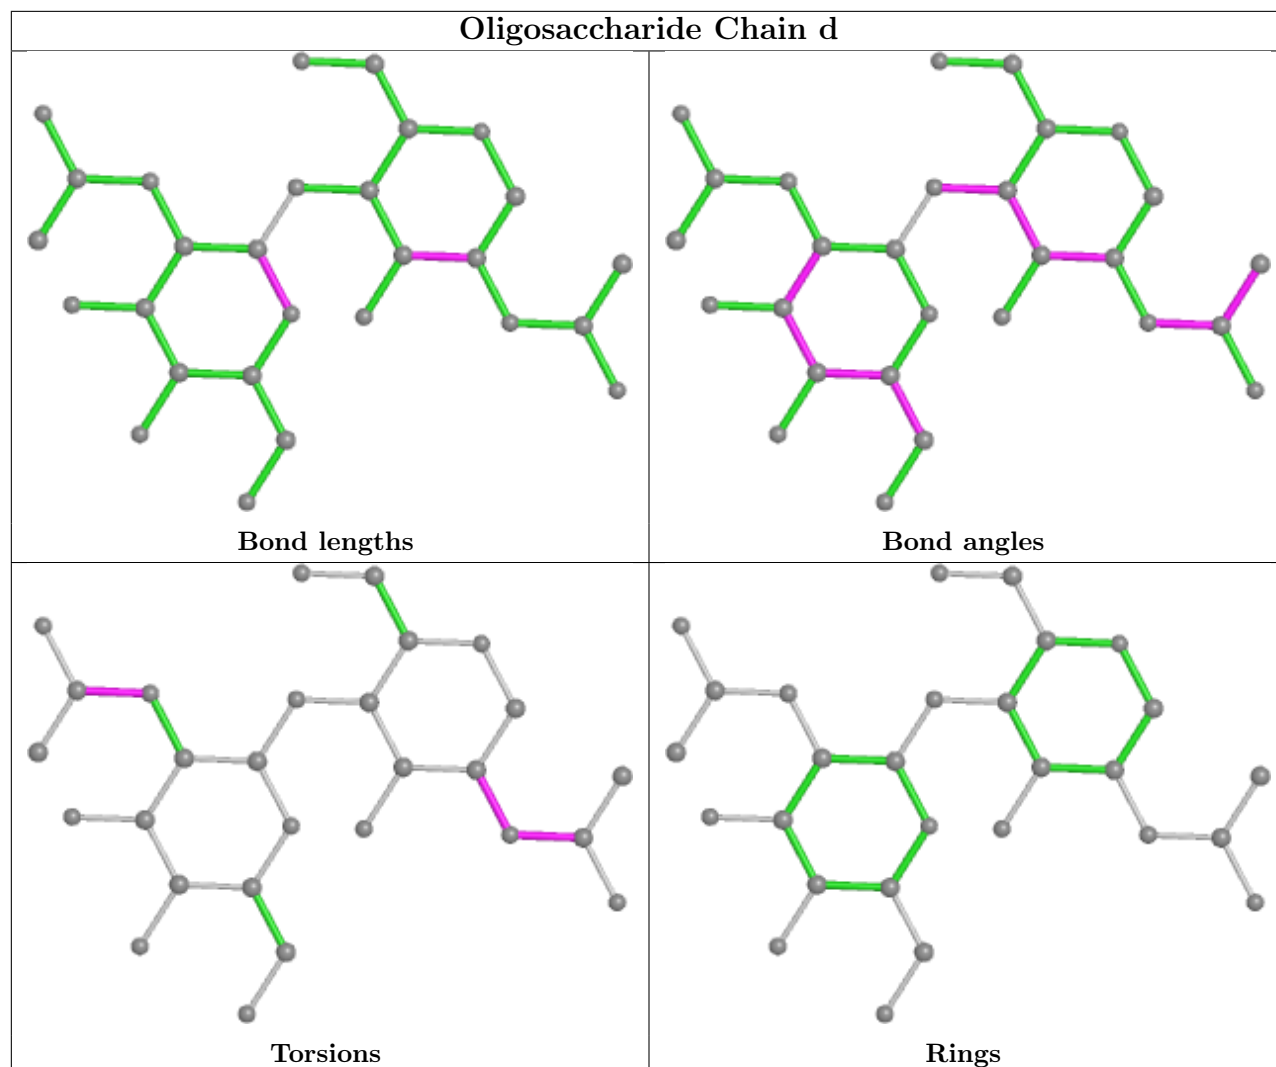 Oligosaccharide Chain d
Bond lengths
Bond angles
Torsions
Rings